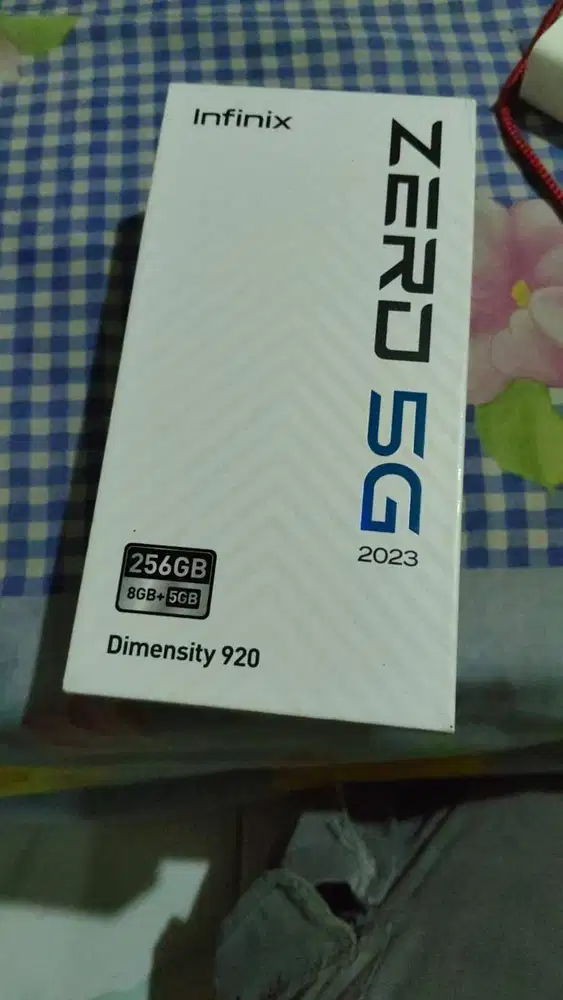 Infinix
ZERO 5G
2023
256GB
8GB+5GB
Dimensity 920